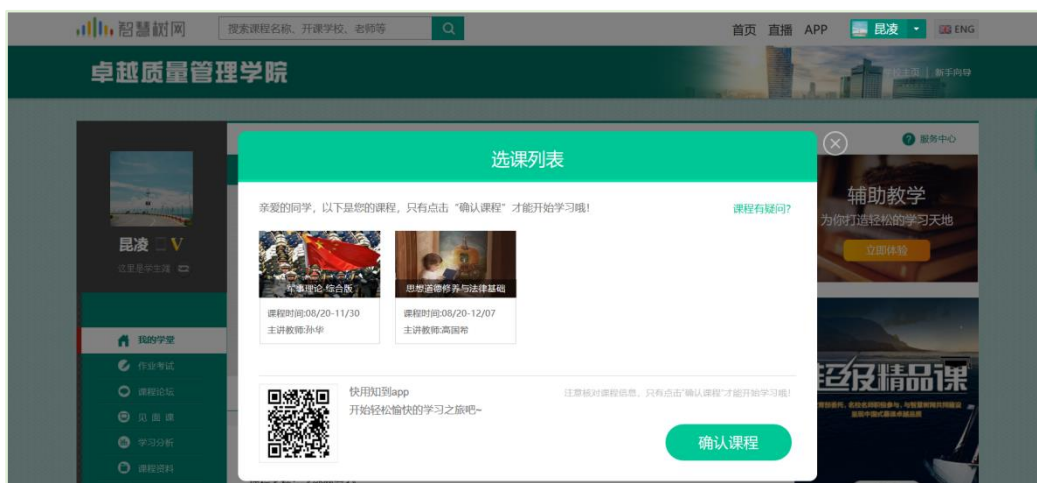 智慧树网
搜索课程名称、开课学校、老师等
首页 直播 APP 昆凌 ENG
卓越质量管理学院
学校主页 | 新手向导
服务中心
选课列表
亲爱的同学，以下是您的课程，只有点击“确认课程”才能开始学习哦！
课程有疑问?
军事理论-综合版
思想道德修养与法律基础
课程时间:08/20-11/30
主讲教师:孙华
课程时间:08/20-12/07
主讲教师:高国希
快用知到app
开始轻松愉快的学习之旅吧~
注意核对课程信息，只有点击“确认课程”才能开始学习哦!
确认课程
昆凌 V
这里是学生端
我的学堂
作业考试
课程论坛
见面课
学习分析
课程资料
辅助教学
为你打造轻松的学习天地
立即体验
超级精品课